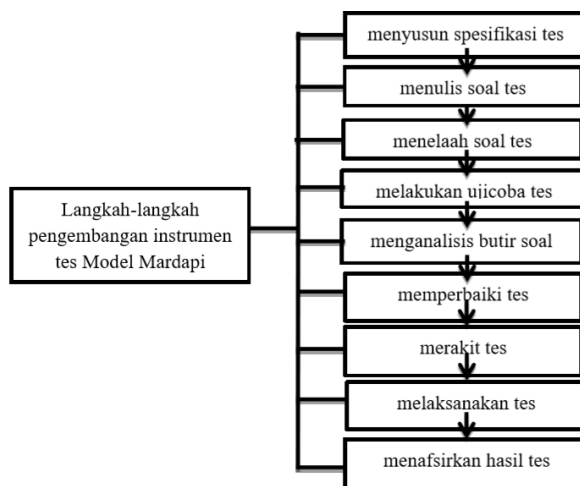 menyusun spesifikasi tes
menulis soal tes
menelaah soal tes
melakukan ujicoba tes
Langkah-langkah
pengembangan instrumen
tes Model Mardapi
menganalisis butir soal
memperbaiki tes
merakit tes
melaksanakan tes
menafsirkan hasil tes